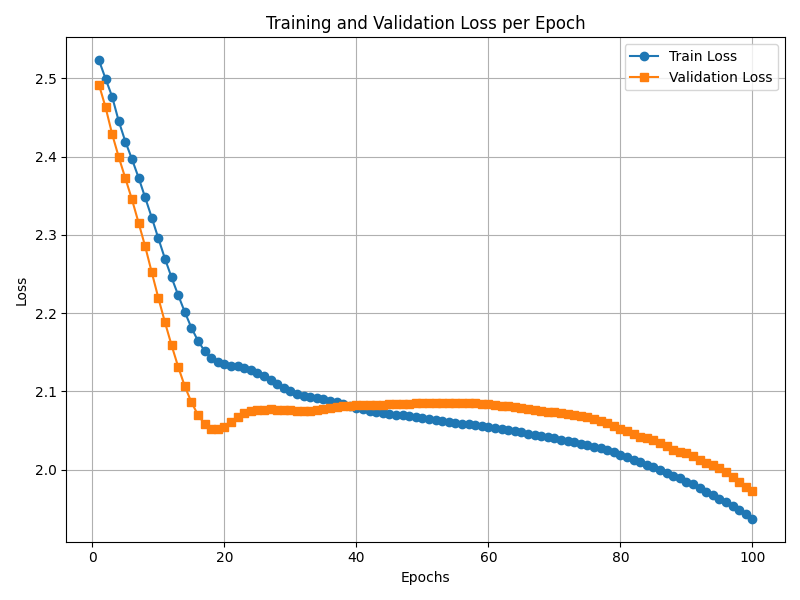 Training and Validation Loss per Epoch
Train Loss
Validation Loss
2.5
2.4
2.3
2.2
2.1
2.0
Loss
0
20
40
60
80
100
Epochs